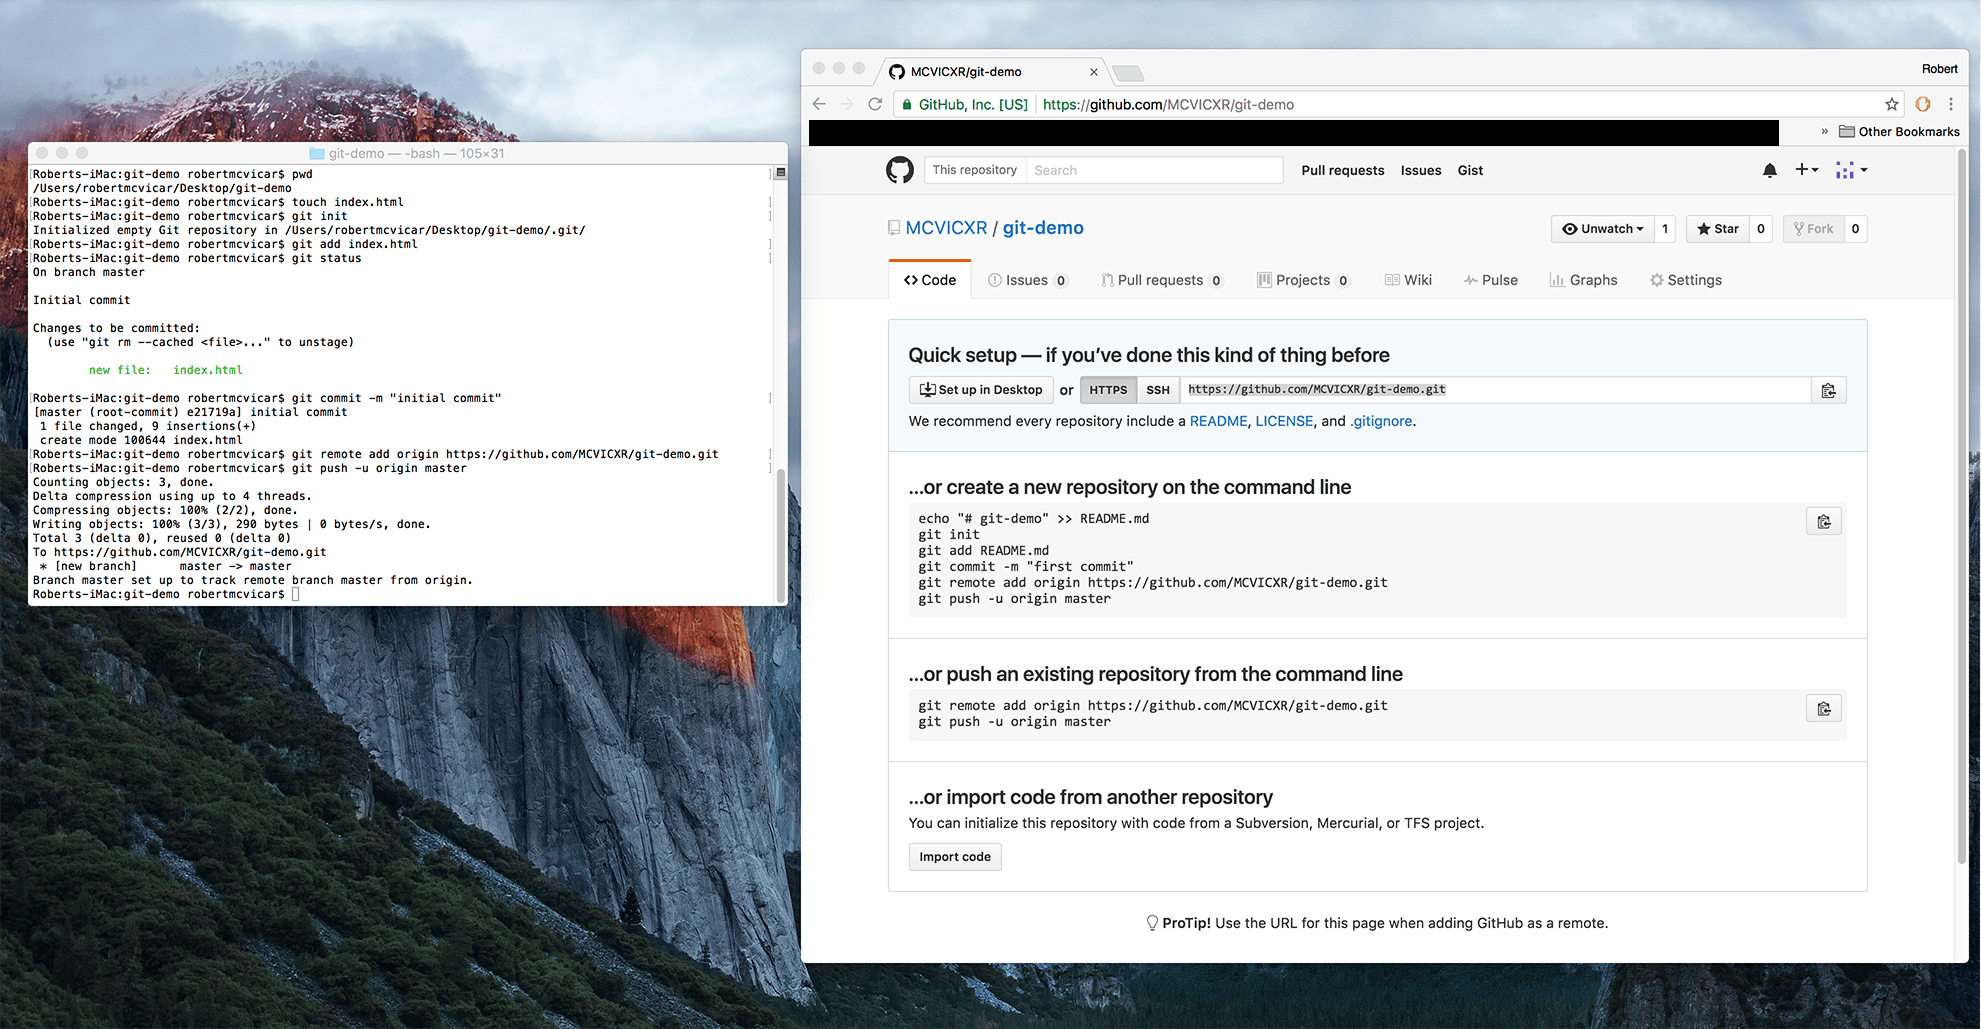 git-demo — -bash — 105×31
Roberts-iMac:git-demo robertmcvicar$ pwd
/Users/robertmcvicar/Desktop/git-demo
Roberts-iMac:git-demo robertmcvicar$ touch index.html
Roberts-iMac:git-demo robertmcvicar$ git init
Initialized empty Git repository in /Users/robertmcvicar/Desktop/git-demo/.git/
Roberts-iMac:git-demo robertmcvicar$ git add index.html
Roberts-iMac:git-demo robertmcvicar$ git status
On branch master
Initial commit
Changes to be committed:
(use "git rm --cached <file>..." to unstage)
new file:   index.html
Roberts-iMac:git-demo robertmcvicar$ git commit -m "initial commit"
[master (root-commit) e21719a] initial commit
1 file changed, 9 insertions(+)
create mode 100644 index.html
Roberts-iMac:git-demo robertmcvicar$ git remote add origin https://github.com/MCVICXR/git-demo.git
Roberts-iMac:git-demo robertmcvicar$ git push -u origin master
Counting objects: 3, done.
Delta compression using up to 4 threads.
Compressing objects: 100% (2/2), done.
Writing objects: 100% (3/3), 290 bytes | 0 bytes/s, done.
Total 3 (delta 0), reused 0 (delta 0)
To https://github.com/MCVICXR/git-demo.git
* [new branch]      master -> master
Branch master set up to track remote branch master from origin.
Roberts-iMac:git-demo robertmcvicar$
MCVICXR/git-demo
Robert
GitHub, Inc. [US] https://github.com/MCVICXR/git-demo
» Other Bookmarks
This repository Search Pull requests Issues Gist
MCVICXR / git-demo Unwatch 1 Star 0 Fork 0
<> Code Issues 0 Pull requests 0 Projects 0 Wiki Pulse Graphs Settings
Quick setup — if you’ve done this kind of thing before
Set up in Desktop or HTTPS SSH https://github.com/MCVICXR/git-demo.git
We recommend every repository include a README, LICENSE, and .gitignore.
…or create a new repository on the command line
echo "# git-demo" >> README.md
git init
git add README.md
git commit -m "first commit"
git remote add origin https://github.com/MCVICXR/git-demo.git
git push -u origin master
…or push an existing repository from the command line
git remote add origin https://github.com/MCVICXR/git-demo.git
git push -u origin master
…or import code from another repository
You can initialize this repository with code from a Subversion, Mercurial, or TFS project.
Import code
ProTip! Use the URL for this page when adding GitHub as a remote.